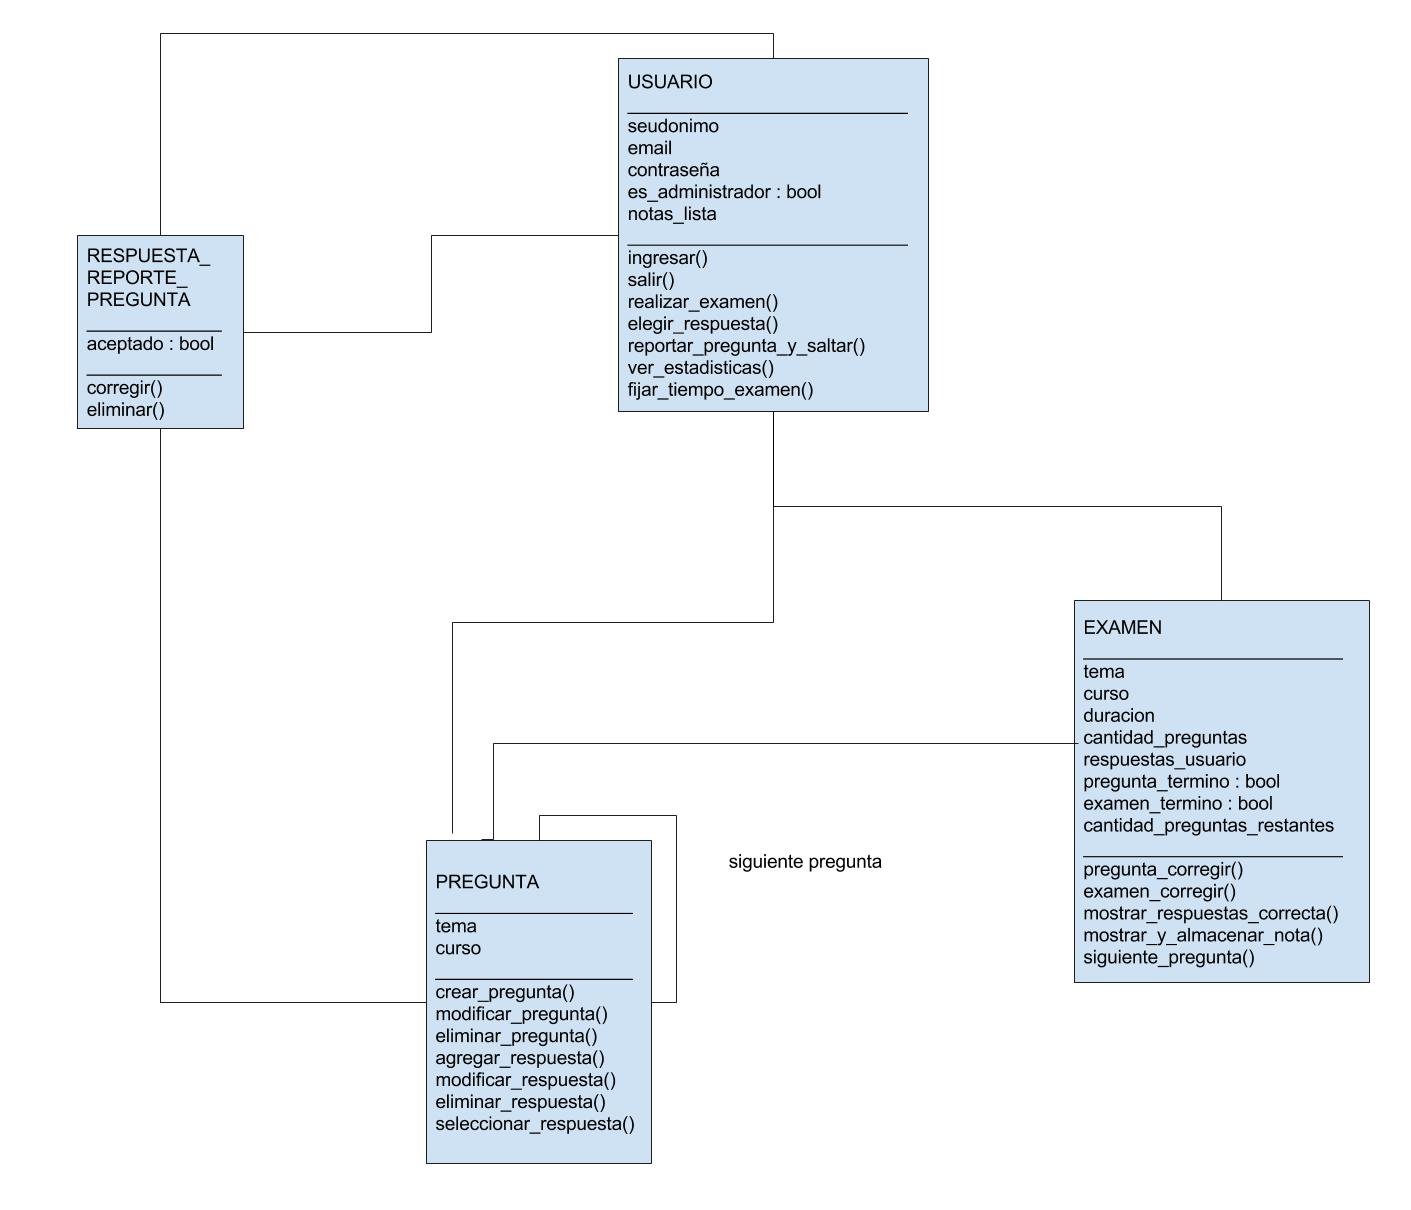 USUARIO
seudonimo
email
contraseña
es_administrador : bool
notas_lista
ingresar()
salir()
realizar_examen()
elegir_respuesta()
reportar_pregunta_y_saltar()
ver_estadisticas()
fijar_tiempo_examen()
RESPUESTA_
REPORTE_
PREGUNTA
aceptado : bool
corregir()
eliminar()
EXAMEN
tema
curso
duracion
cantidad_preguntas
respuestas_usuario
pregunta_termino : bool
examen_termino : bool
cantidad_preguntas_restantes
pregunta_corregir()
examen_corregir()
mostrar_respuestas_correcta()
mostrar_y_almacenar_nota()
siguiente_pregunta()
siguiente pregunta
PREGUNTA
tema
curso
crear_pregunta()
modificar_pregunta()
eliminar_pregunta()
agregar_respuesta()
modificar_respuesta()
eliminar_respuesta()
seleccionar_respuesta()